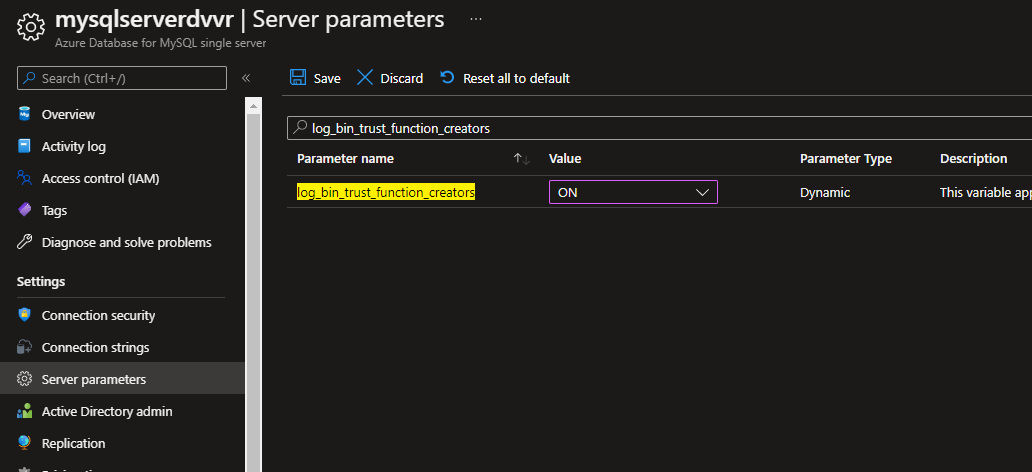 mysqlserverdvvr | Server parameters ...
Azure Database for MySQL single server
Search (Ctrl+/) «
Overview
Activity log
Access control (IAM)
Tags
Diagnose and solve problems
Settings
Connection security
Connection strings
Server parameters
Active Directory admin
Replication
Save Discard Reset all to default
log_bin_trust_function_creators
Parameter name Value Parameter Type Description
log_bin_trust_function_creators ON Dynamic This variable app